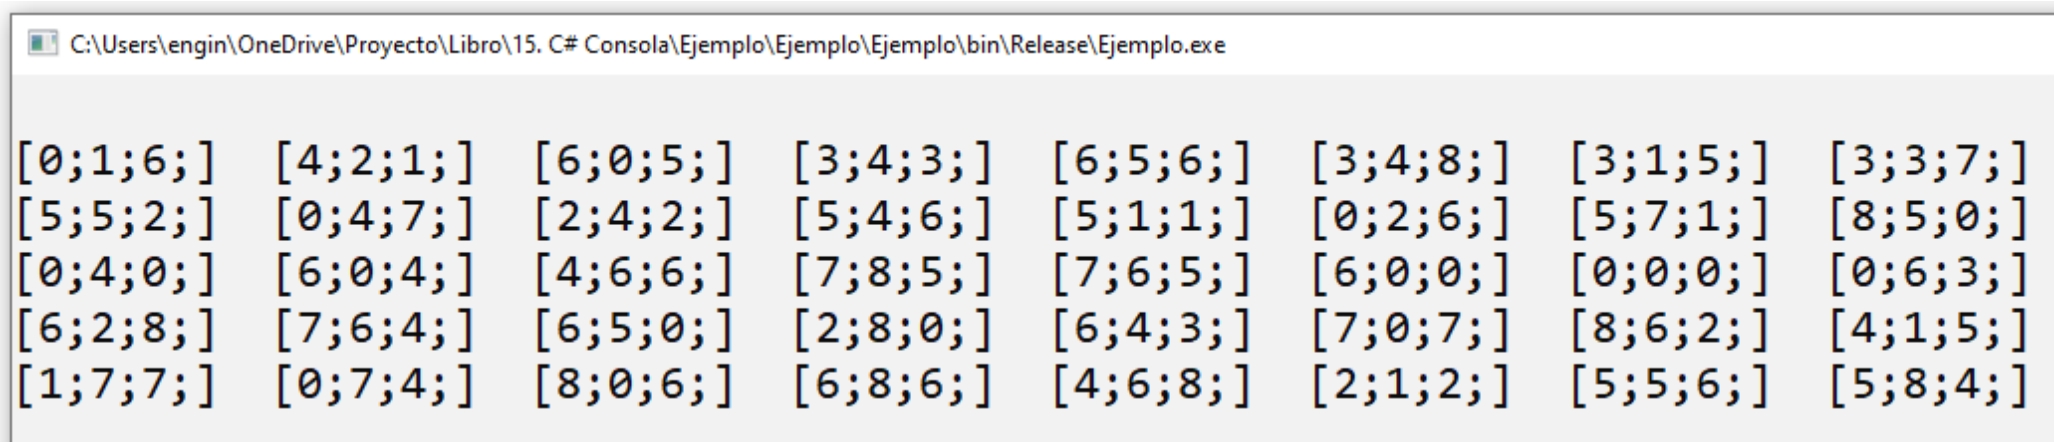 C:\Users\engin\OneDrive\Proyecto\Libro\15. C# Consola\Ejemplo\Ejemplo\Ejemplo\bin\Release\Ejemplo.exe
[0;1;6;]  [4;2;1;]  [6;0;5;]  [3;4;3;]  [6;5;6;]  [3;4;8;]  [3;1;5;]  [3;3;7;]
[5;5;2;]  [0;4;7;]  [2;4;2;]  [5;4;6;]  [5;1;1;]  [0;2;6;]  [5;7;1;]  [8;5;0;]
[0;4;0;]  [6;0;4;]  [4;6;6;]  [7;8;5;]  [7;6;5;]  [6;0;0;]  [0;0;0;]  [0;6;3;]
[6;2;8;]  [7;6;4;]  [6;5;0;]  [2;8;0;]  [6;4;3;]  [7;0;7;]  [8;6;2;]  [4;1;5;]
[1;7;7;]  [0;7;4;]  [8;0;6;]  [6;8;6;]  [4;6;8;]  [2;1;2;]  [5;5;6;]  [5;8;4;]